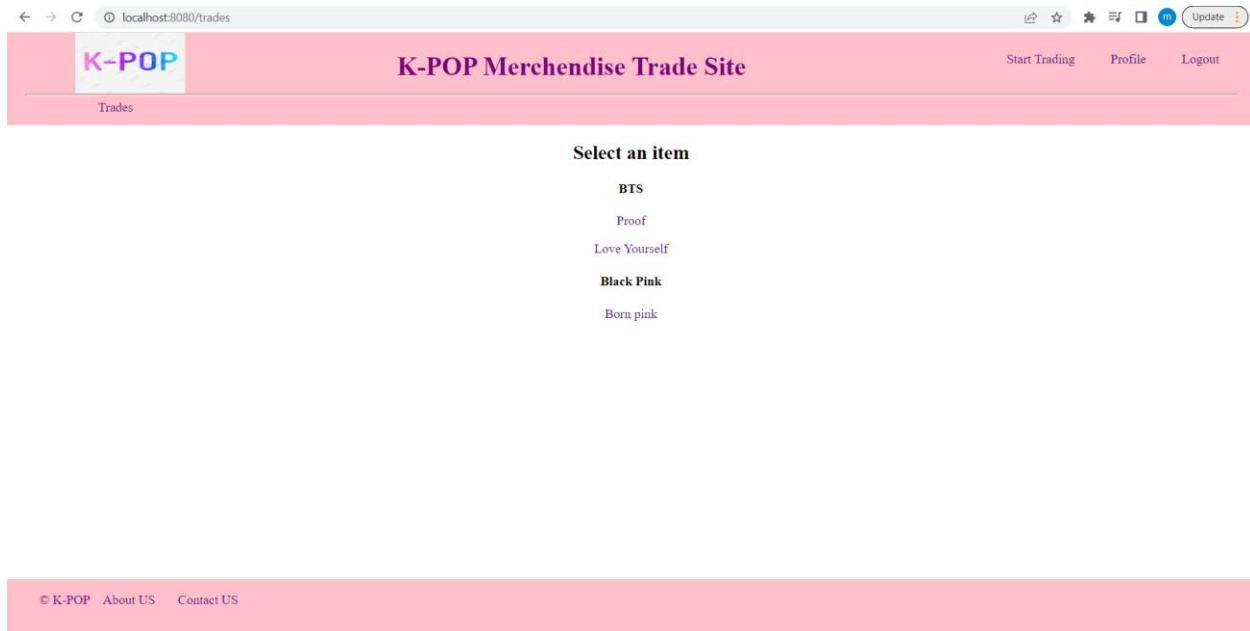 localhost:8080/trades
m
Update
K-POP
K-POP Merchendise Trade Site
Start Trading Profile Logout
Trades
Select an item
BTS
Proof
Love Yourself
Black Pink
Born pink
© K-POP About US Contact US